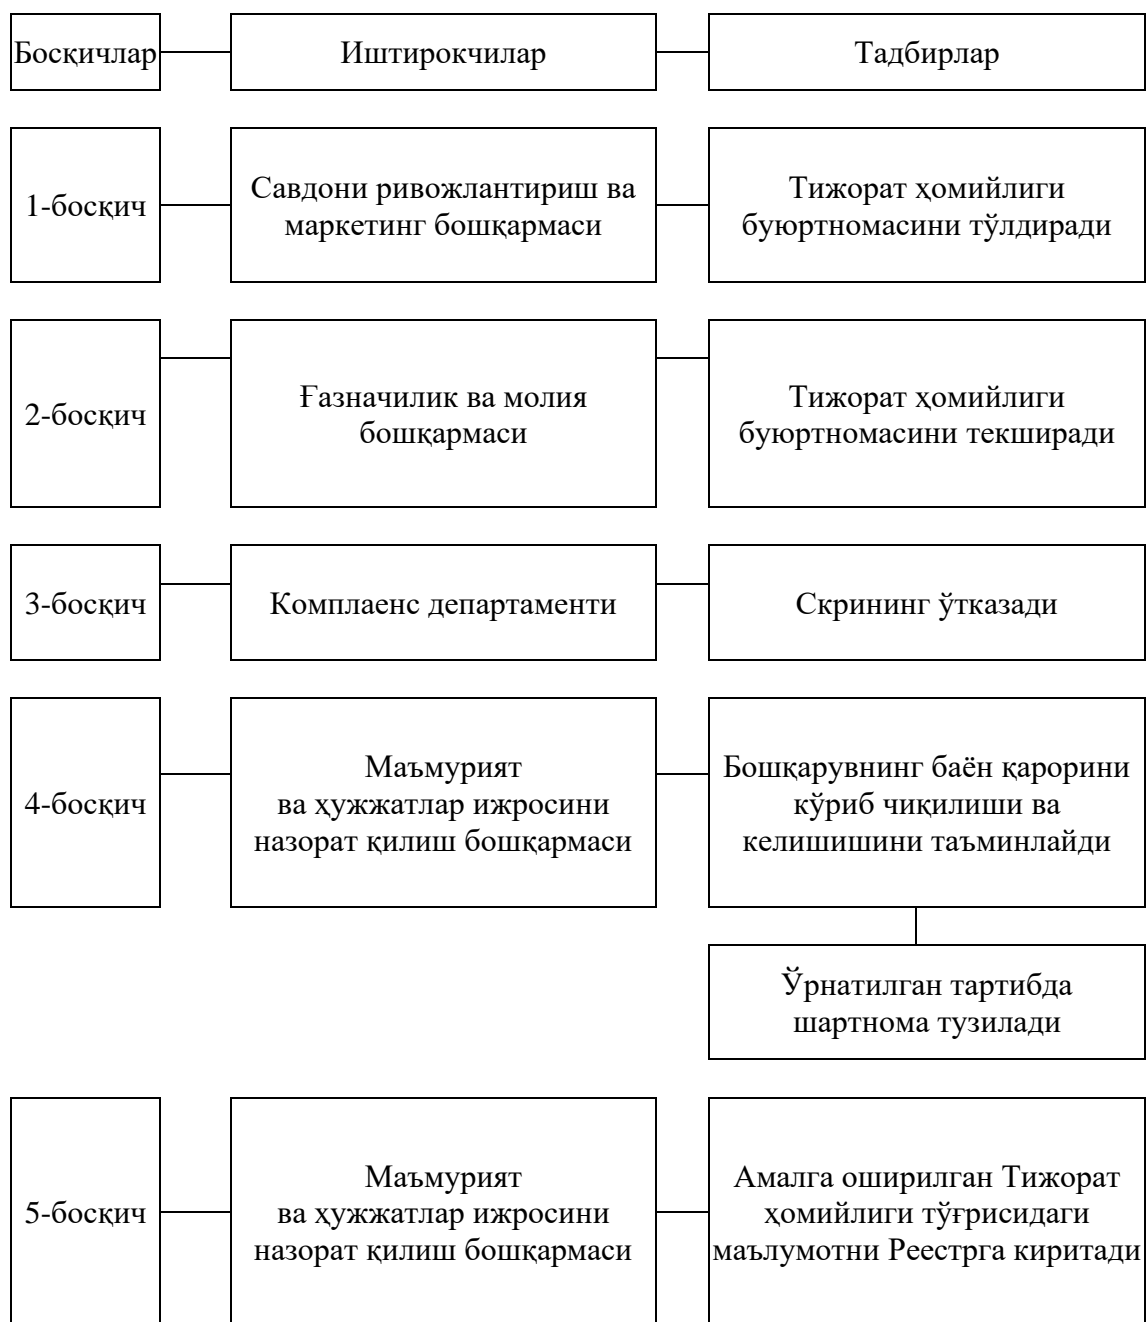 Босқичлар
Иштирокчилар
Тадбирлар
1-босқич
Савдони ривожлантириш ва
маркетинг бошқармаси
Тижорат ҳомийлиги
буюртномасини тўлдиради
2-босқич
Ғазначилик ва молия
бошқармаси
Тижорат ҳомийлиги
буюртномасини текширади
3-босқич
Комплаенс департаменти
Скрининг ўтказади
4-босқич
Маъмурият
ва ҳужжатлар ижросини
назорат қилиш бошқармаси
Бошқарувнинг баён қарорини
кўриб чиқилиши ва
келишишини таъминлайди
Ўрнатилган тартибда
шартнома тузилади
5-босқич
Маъмурият
ва ҳужжатлар ижросини
назорат қилиш бошқармаси
Амалга оширилган Тижорат
ҳомийлиги тўғрисидаги
маълумотни Реестрга киритади